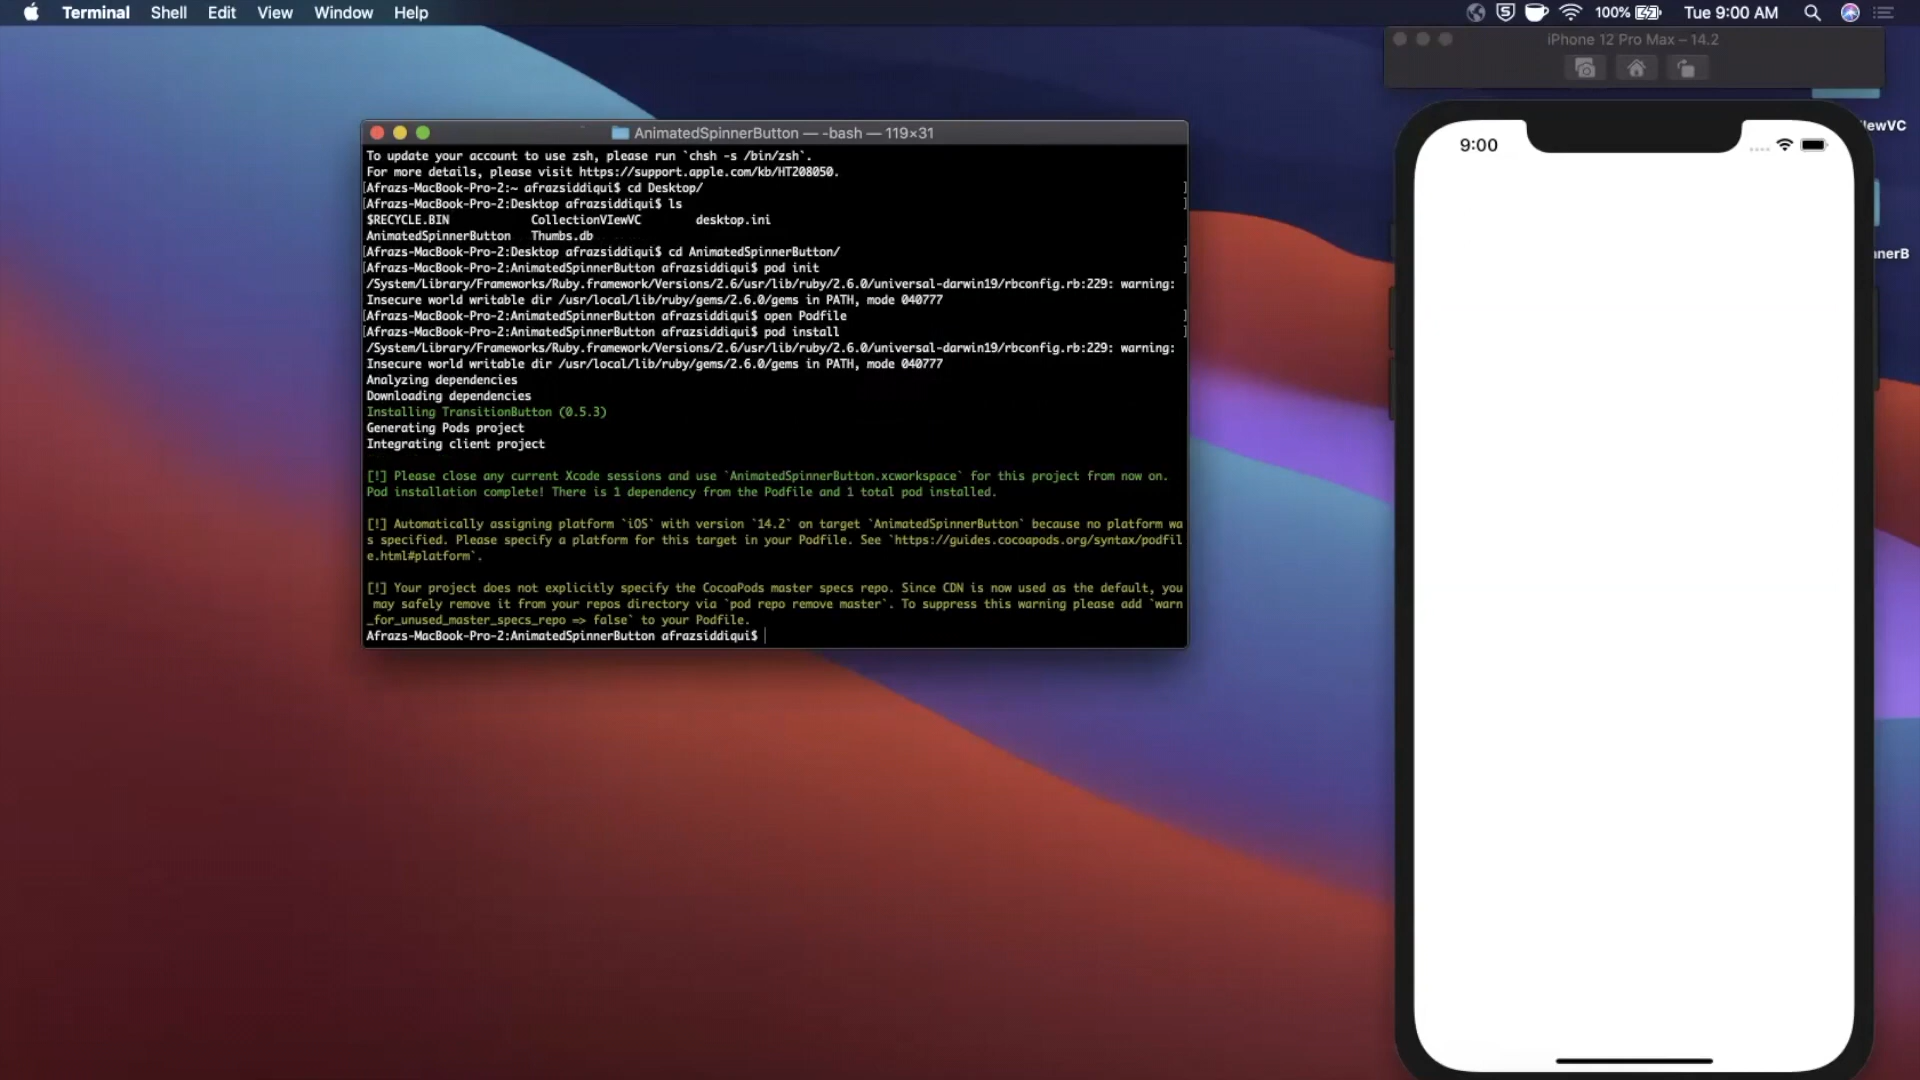 Terminal Shell Edit View Window Help
100% Tue 9:00 AM
iPhone 12 Pro Max – 14.2
9:00
AnimatedSpinnerButton — -bash — 119×31
To update your account to use zsh, please run `chsh -s /bin/zsh`.
For more details, please visit https://support.apple.com/kb/HT208050.
[Afrazs-MacBook-Pro-2:~ afrazsiddiqui$ cd Desktop/ ]
[Afrazs-MacBook-Pro-2:Desktop afrazsiddiqui$ ls ]
$RECYCLE.BIN CollectionVIewVC desktop.ini
AnimatedSpinnerButton Thumbs.db
[Afrazs-MacBook-Pro-2:Desktop afrazsiddiqui$ cd AnimatedSpinnerButton/ ]
[Afrazs-MacBook-Pro-2:AnimatedSpinnerButton afrazsiddiqui$ pod init ]
/System/Library/Frameworks/Ruby.framework/Versions/2.6/usr/lib/ruby/2.6.0/universal-darwin19/rbconfig.rb:229: warning:
Insecure world writable dir /usr/local/lib/ruby/gems/2.6.0/gems in PATH, mode 040777
[Afrazs-MacBook-Pro-2:AnimatedSpinnerButton afrazsiddiqui$ open Podfile ]
[Afrazs-MacBook-Pro-2:AnimatedSpinnerButton afrazsiddiqui$ pod install ]
/System/Library/Frameworks/Ruby.framework/Versions/2.6/usr/lib/ruby/2.6.0/universal-darwin19/rbconfig.rb:229: warning:
Insecure world writable dir /usr/local/lib/ruby/gems/2.6.0/gems in PATH, mode 040777
Analyzing dependencies
Downloading dependencies
Installing TransitionButton (0.5.3)
Generating Pods project
Integrating client project
[!] Please close any current Xcode sessions and use `AnimatedSpinnerButton.xcworkspace` for this project from now on.
Pod installation complete! There is 1 dependency from the Podfile and 1 total pod installed.
[!] Automatically assigning platform `iOS` with version `14.2` on target `AnimatedSpinnerButton` because no platform wa
s specified. Please specify a platform for this target in your Podfile. See `https://guides.cocoapods.org/syntax/podfil
e.html#platform`.
[!] Your project does not explicitly specify the CocoaPods master specs repo. Since CDN is now used as the default, you
may safely remove it from your repos directory via `pod repo remove master`. To suppress this warning please add `warn
_for_unused_master_specs_repo => false` to your Podfile.
Afrazs-MacBook-Pro-2:AnimatedSpinnerButton afrazsiddiqui$